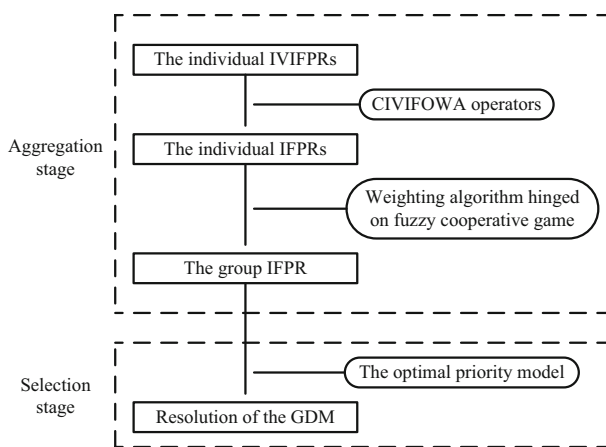 The individual IVIFPRs
CIVIFOWA operators
Aggregation
stage
The individual IFPRs
Weighting algorithm hinged
on fuzzy cooperative game
The group IFPR
The optimal priority model
Selection
stage
Resolution of the GDM